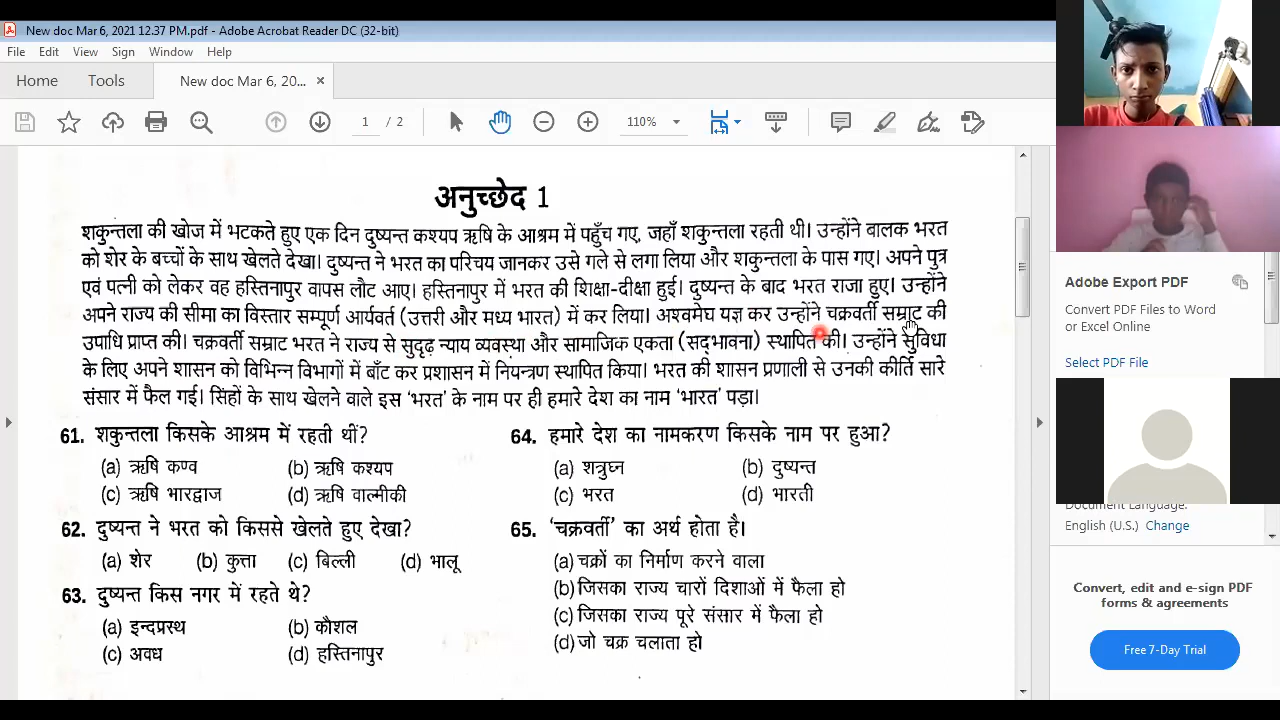 New doc Mar 6, 2021 12.37 PM.pdf - Adobe Acrobat Reader DC (32-bit)
File Edit View Sign Window Help
Home Tools New doc Mar 6, 20... ×
1 / 2 110%
अनुच्छेद 1
शकुन्तला की खोज में भटकते हुए एक दिन दुष्यन्त कश्यप ऋषि के आश्रम में पहुँच गए, जहाँ शकुन्तला रहती थी। उन्होंने वालक भरत
को शेर के बच्चों के साथ खेलते देखा। दुष्यन्त ने भरत का परिचय जानकर उसे गले से लगा लिया और शकुन्तला के पास गए। अपने पुत्र
एवं पत्नी को लेकर वह हस्तिनापुर वापस लौट आए। हस्तिनापुर में भरत की शिक्षा-दीक्षा हुई। दुष्यन्त के बाद भरत राजा हुए। उन्होंने
अपने राज्य की सीमा का विस्तार सम्पूर्ण आर्यवर्त (उत्तरी और मध्य भारत) में कर लिया। अश्वमेघ यज्ञ कर उन्होंने चक्रवर्ती सम्राट की
उपाधि प्राप्त की। चक्रवर्ती सम्राट भरत ने राज्य से सुदृढ़ न्याय व्यवस्था और सामाजिक एकता (सद्‌भावना) स्थापित की। उन्होंने सुविधा
के लिए अपने शासन को विभिन्न विभागों में बाँट कर प्रशासन में नियन्त्रण स्थापित किया। भरत की शासन प्रणाली से उनकी कीर्ति सारे
संसार में फैल गई। सिंहों के साथ खेलने वाले इस 'भरत' के नाम पर ही हमारे देश का नाम 'भारत' पड़ा।
61. शकुन्तला किसके आश्रम में रहती थीं?
(a) ऋषि कण्व (b) ऋषि कश्यप
(c) ऋषि भारद्वाज (d) ऋषि वाल्मीकी
62. दुष्यन्त ने भरत को किससे खेलते हुए देखा?
(a) शेर (b) कुत्ता (c) बिल्ली (d) भालू
63. दुष्यन्त किस नगर में रहते थे?
(a) इन्दप्रस्थ (b) कौशल
(c) अवध (d) हस्तिनापुर
64. हमारे देश का नामकरण किसके नाम पर हुआ?
(a) शत्रुघ्न (b) दुष्यन्त
(c) भरत (d) भारती
65. 'चक्रवर्ती' का अर्थ होता है।
(a) चक्रों का निर्माण करने वाला
(b) जिसका राज्य चारों दिशाओं में फैला हो
(c) जिसका राज्य पूरे संसार में फैला हो
(d) जो चक्र चलाता हो
Adobe Export PDF
Convert PDF Files to Word
or Excel Online
Select PDF File
Document Language:
English (U.S.) Change
Convert, edit and e-sign PDF
forms & agreements
Free 7-Day Trial